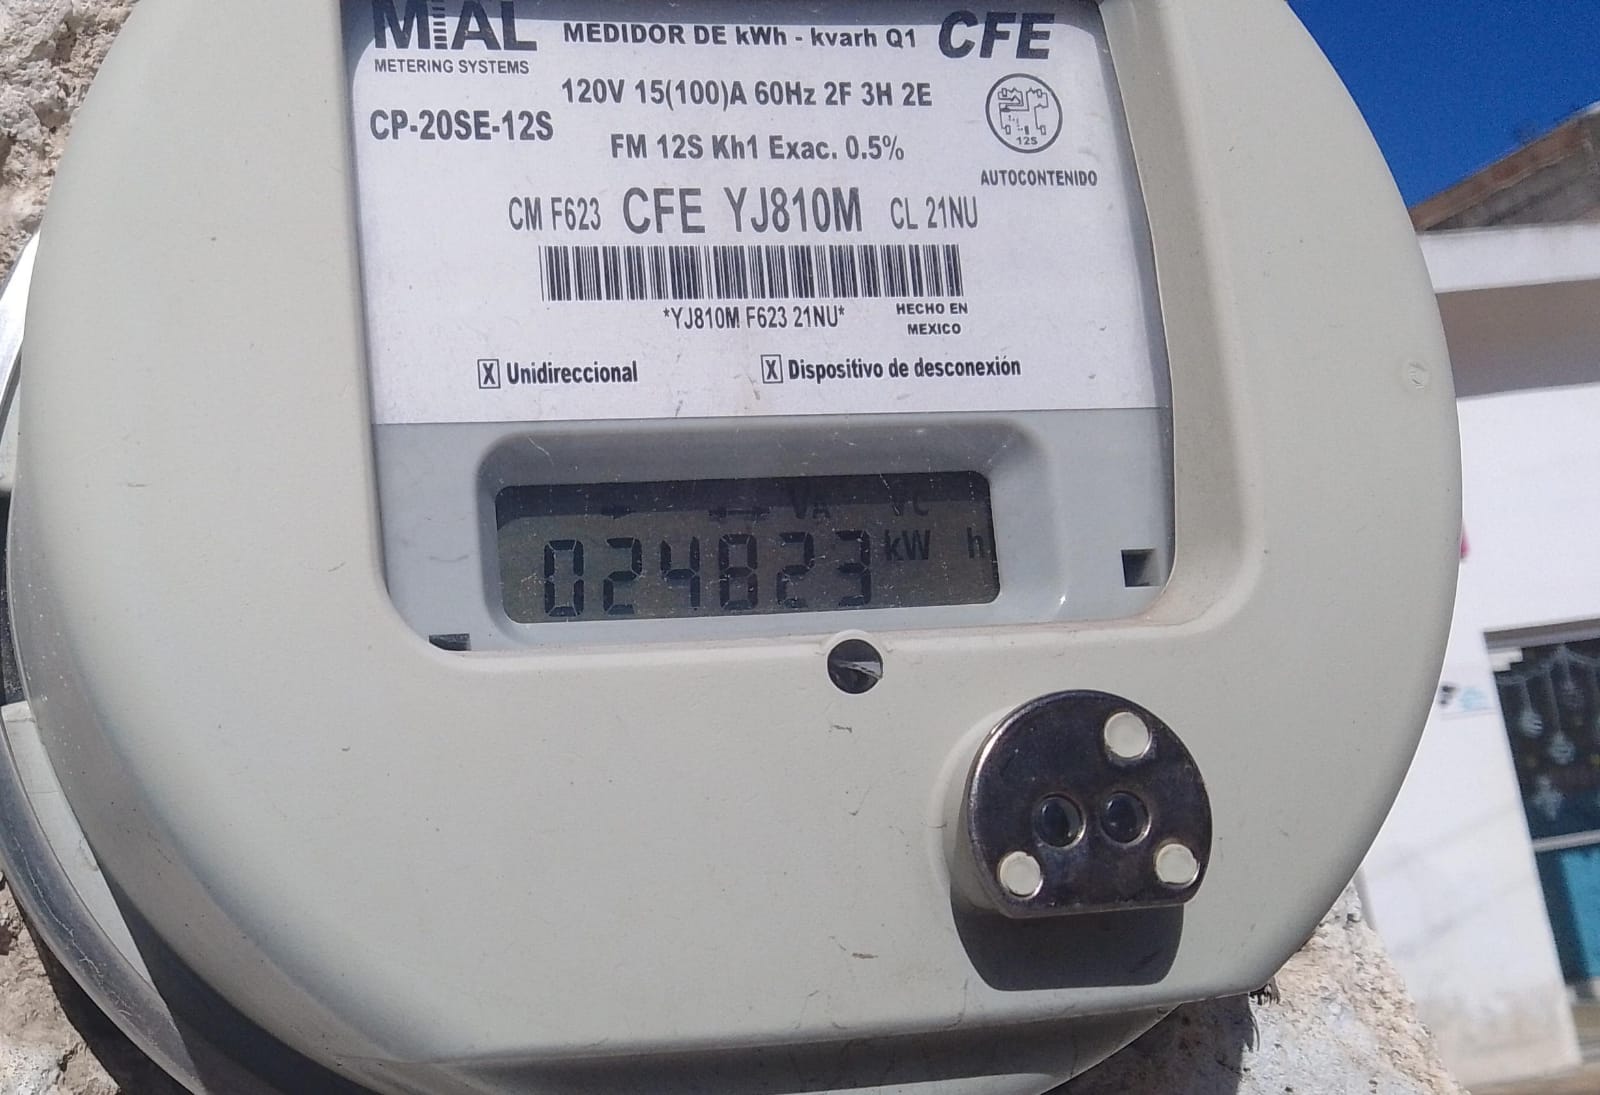 MIAL
METERING SYSTEMS
MEDIDOR DE kWh - kvarh Q1
CFE
120V 15(100)A 60Hz 2F 3H 2E
CP-20SE-12S
FM 12S Kh1 Exac. 0.5%
12S
AUTOCONTENIDO
CM F623 CFE YJ810M CL 21NU
*YJ810M F623 21NU*
HECHO EN
MEXICO
X Unidireccional
X Dispositivo de desconexión
VA VC
024823 kW h